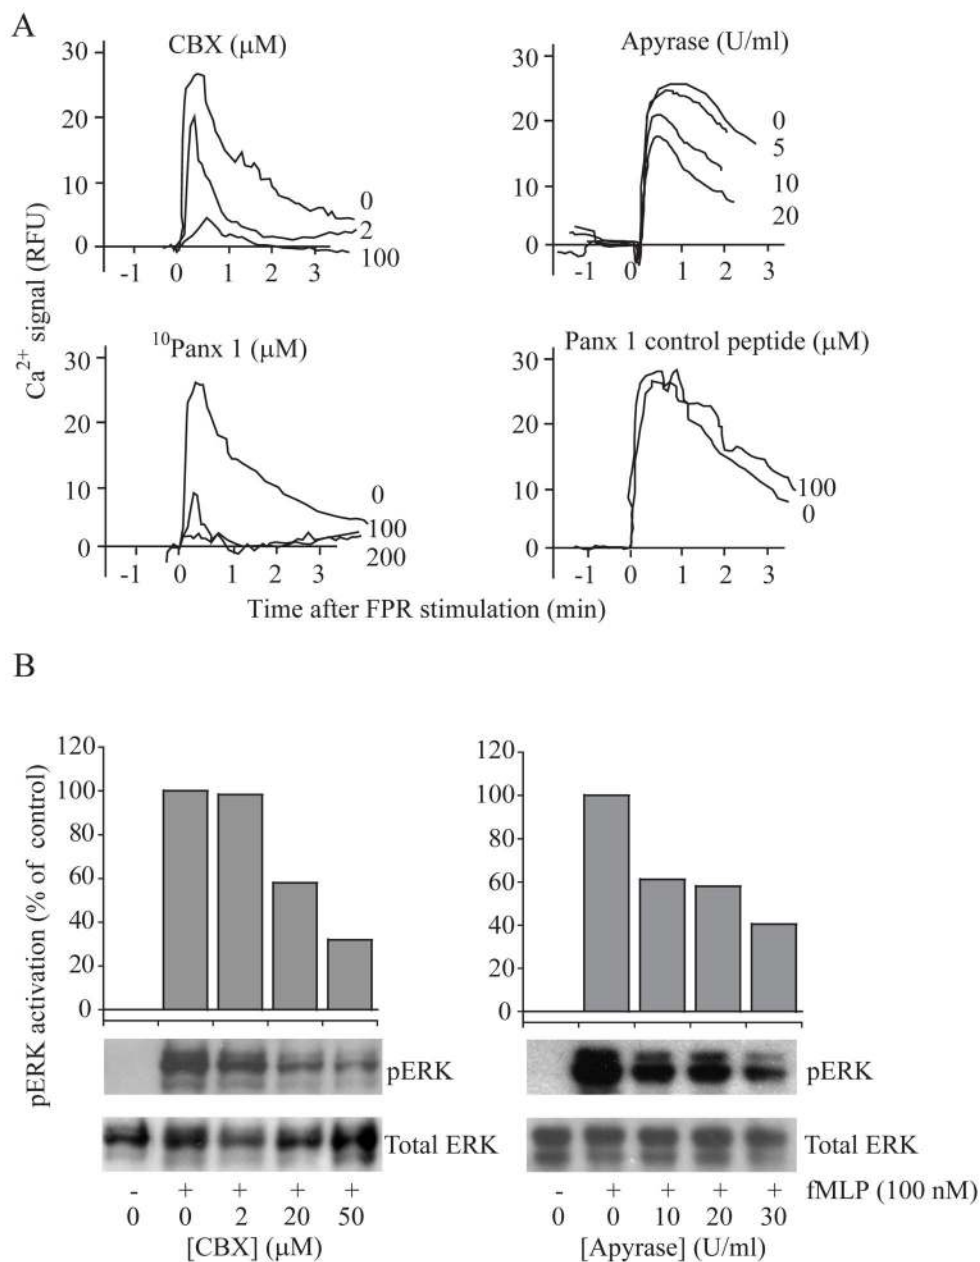 A
CBX (μM)
30
20
10
0
-1 0 1 2 3
0
2
100
Apyrase (U/ml)
30
20
10
0
-1 0 1 2 3
0
5
10
20
Ca²⁺ signal (RFU)
¹⁰Panx 1 (μM)
30
20
10
0
-1 0 1 2 3
0
100
200
Panx 1 control peptide (μM)
30
20
10
0
-1 0 1 2 3
100
0
Time after FPR stimulation (min)
B
pERK activation (% of control)
120
100
80
60
40
20
0
pERK
Total ERK
- + + + +
0 0 2 20 50
[CBX] (μM)
120
100
80
60
40
20
0
pERK
Total ERK
- + + + + fMLP (100 nM)
0 0 10 20 30
[Apyrase] (U/ml)